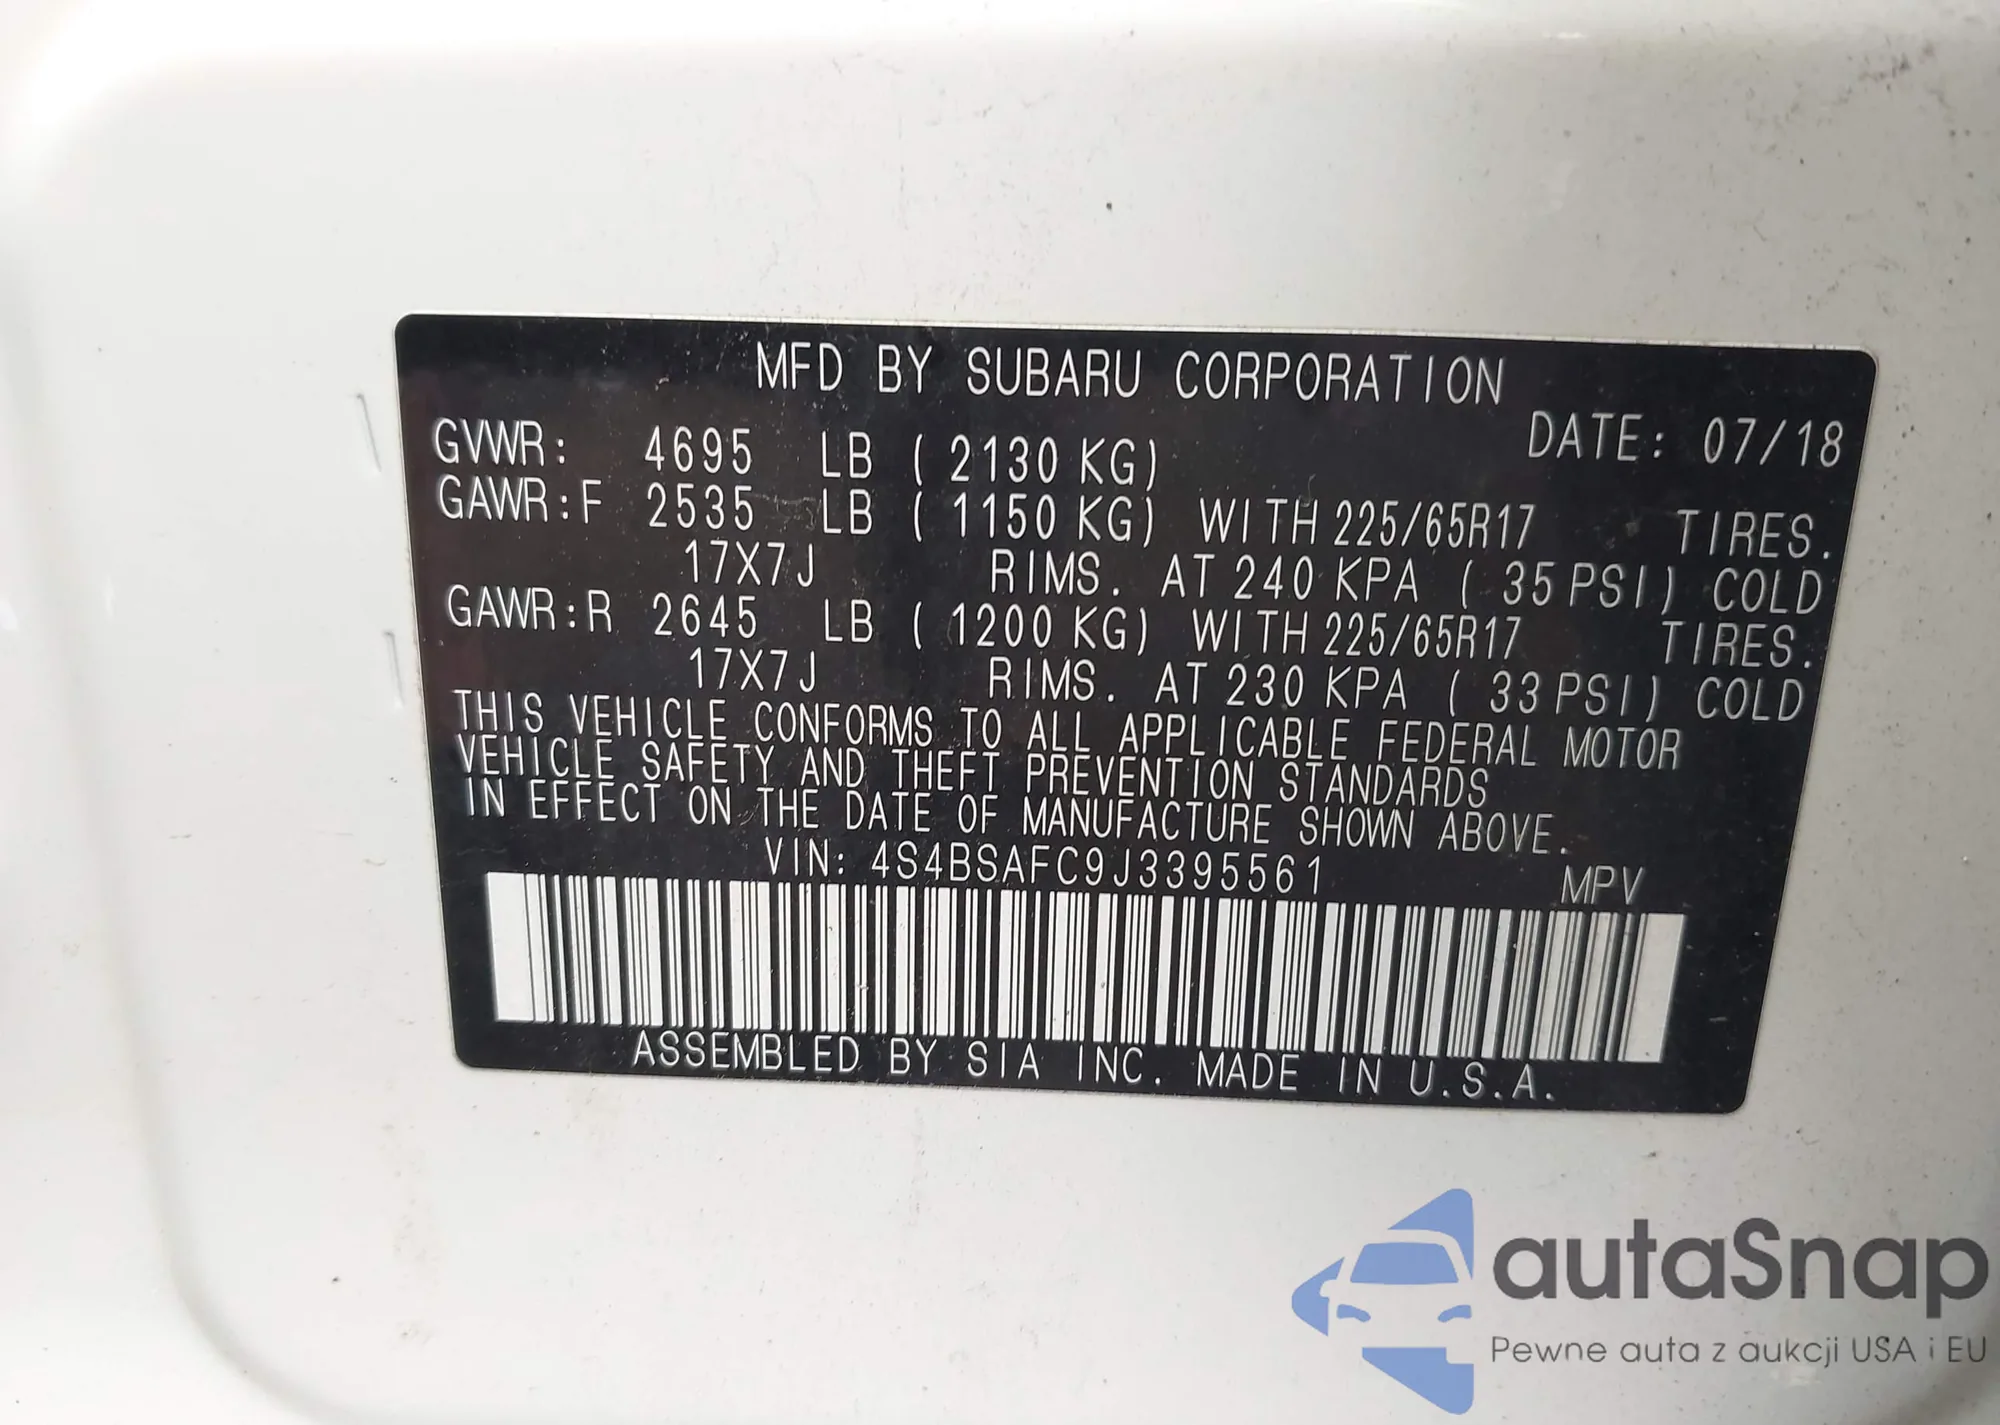 MFD BY SUBARU CORPORATION
DATE: 07/18
GVWR: 4695 LB ( 2130 KG)
GAWR:F 2535 LB ( 1150 KG) WITH 225/65R17 TIRES.
17X7J RIMS. AT 240 KPA ( 35 PSI) COLD
GAWR:R 2645 LB ( 1200 KG) WITH 225/65R17 TIRES.
17X7J RIMS. AT 230 KPA ( 33 PSI) COLD
THIS VEHICLE CONFORMS TO ALL APPLICABLE FEDERAL MOTOR
VEHICLE SAFETY AND THEFT PREVENTION STANDARDS
IN EFFECT ON THE DATE OF MANUFACTURE SHOWN ABOVE.
VIN: 4S4BSAFC9J3395561 MPV
ASSEMBLED BY SIA INC. MADE IN U.S.A.
autaSnap
Pewne auta z aukcji USA i EU